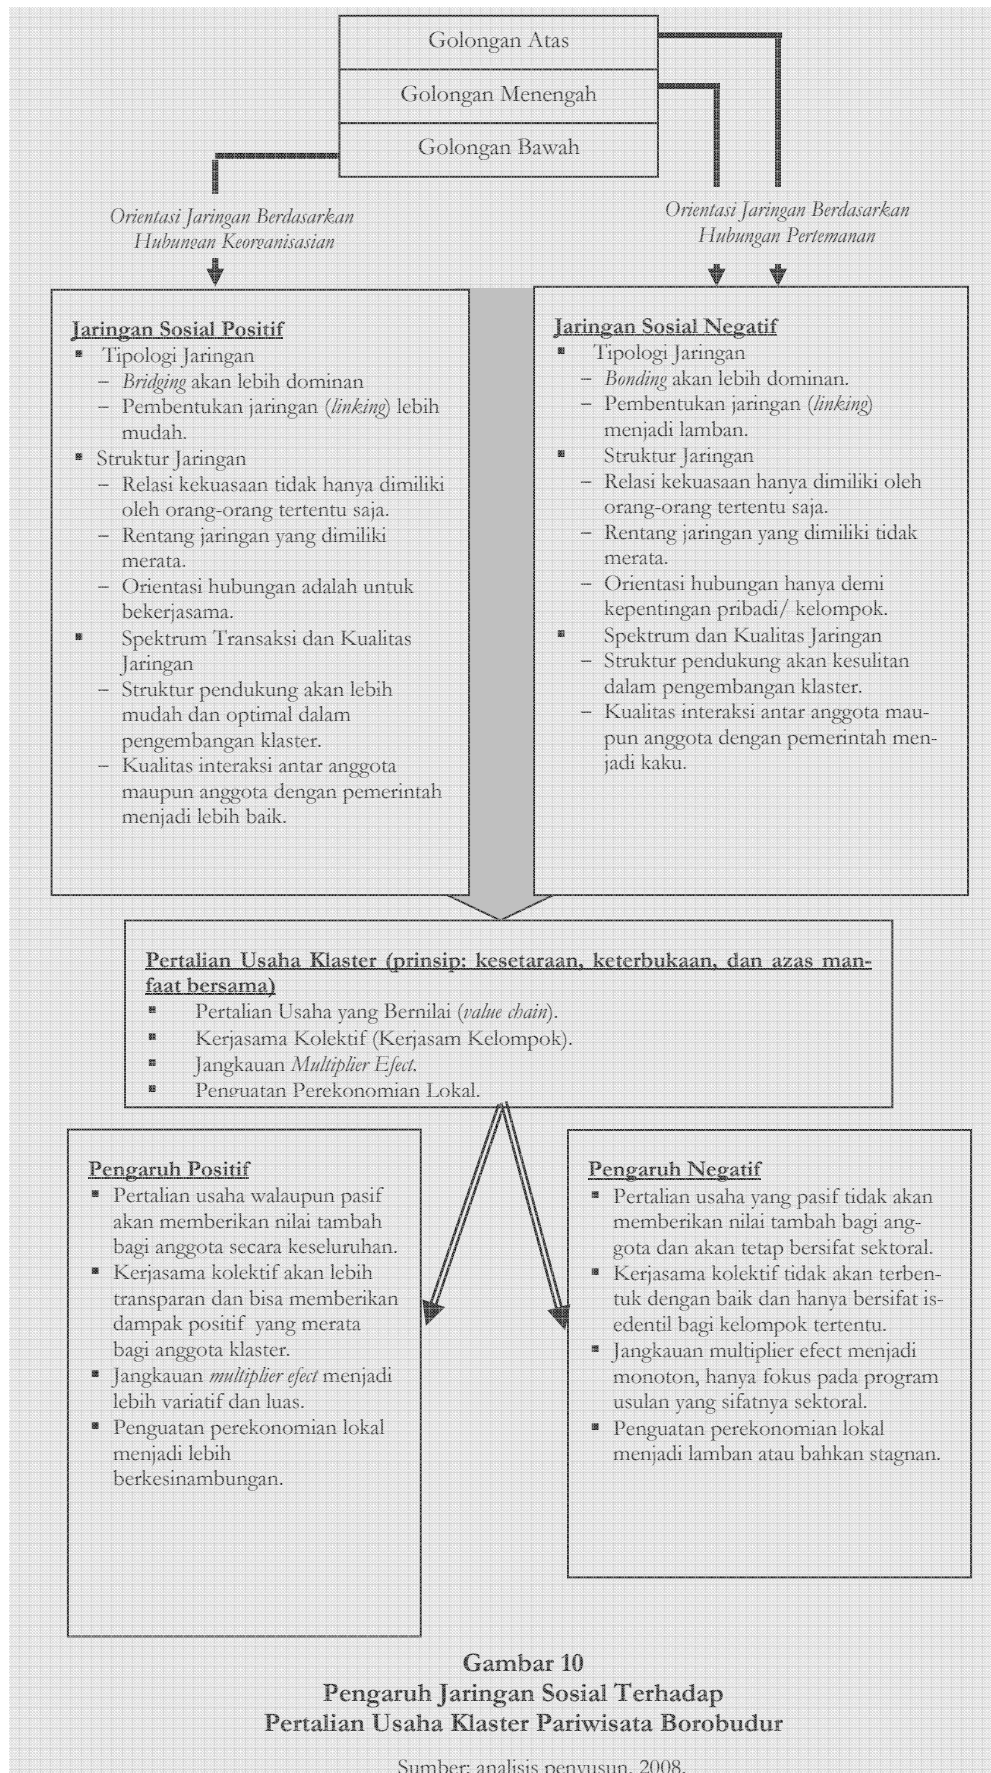 Golongan Atas
Golongan Menengah
Golongan Bawah
Orientasi Jaringan Berdasarkan
Hubungan Keorganisasian
Orientasi Jaringan Berdasarkan
Hubungan Pertemanan
Jaringan Sosial Positif
▪ Tipologi Jaringan
– Bridging akan lebih dominan
– Pembentukan jaringan (linking) lebih
mudah.
▪ Struktur Jaringan
– Relasi kekuasaan tidak hanya dimiliki
oleh orang-orang tertentu saja.
– Rentang jaringan yang dimiliki
merata.
– Orientasi hubungan adalah untuk
bekerjasama.
▪ Spektrum Transaksi dan Kualitas
Jaringan
– Struktur pendukung akan lebih
mudah dan optimal dalam
pengembangan klaster.
– Kualitas interaksi antar anggota
maupun anggota dengan pemerintah
menjadi lebih baik.
Jaringan Sosial Negatif
▪ Tipologi Jaringan
– Bonding akan lebih dominan.
– Pembentukan jaringan (linking)
menjadi lamban.
▪ Struktur Jaringan
– Relasi kekuasaan hanya dimiliki oleh
orang-orang tertentu saja.
– Rentang jaringan yang dimiliki tidak
merata.
– Orientasi hubungan hanya demi
kepentingan pribadi/ kelompok.
▪ Spektrum dan Kualitas Jaringan
– Struktur pendukung akan kesulitan
dalam pengembangan klaster.
– Kualitas interaksi antar anggota mau-
pun anggota dengan pemerintah men-
jadi kaku.
Pertalian Usaha Klaster (prinsip: kesetaraan, keterbukaan, dan azas man-
faat bersama)
▪ Pertalian Usaha yang Bernilai (value chain).
▪ Kerjasama Kolektif (Kerjasam Kelompok).
▪ Jangkauan Multiplier Efect.
▪ Penguatan Perekonomian Lokal.
Pengaruh Positif
▪ Pertalian usaha walaupun pasif
akan memberikan nilai tambah
bagi anggota secara keseluruhan.
▪ Kerjasama kolektif akan lebih
transparan dan bisa memberikan
dampak positif yang merata
bagi anggota klaster.
▪ Jangkauan multiplier efect menjadi
lebih variatif dan luas.
▪ Penguatan perekonomian lokal
menjadi lebih
berkesinambungan.
Pengaruh Negatif
▪ Pertalian usaha yang pasif tidak akan
memberikan nilai tambah bagi ang-
gota dan akan tetap bersifat sektoral.
▪ Kerjasama kolektif tidak akan terben-
tuk dengan baik dan hanya bersifat is-
edentil bagi kelompok tertentu.
▪ Jangkauan multiplier efect menjadi
monoton, hanya fokus pada program
usulan yang sifatnya sektoral.
▪ Penguatan perekonomian lokal
menjadi lamban atau bahkan stagnan.
Gambar 10
Pengaruh Jaringan Sosial Terhadap
Pertalian Usaha Klaster Pariwisata Borobudur
Sumber: analisis penyusun, 2008.